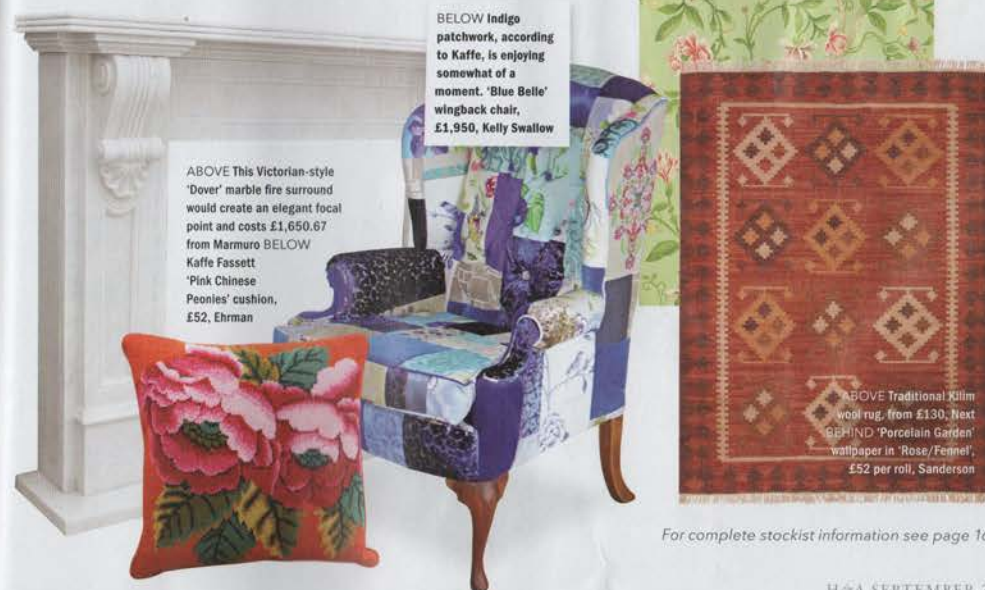 BELOW Indigo
patchwork, according
to Kaffe, is enjoying
somewhat of a
moment. ‘Blue Belle’
wingback chair,
£1,950, Kelly Swallow
ABOVE This Victorian-style
‘Dover’ marble fire surround
would create an elegant focal
point and costs £1,650.67
from Marmuro BELOW
Kaffe Fassett
‘Pink Chinese
Peonies’ cushion,
£52, Ehrman
ABOVE Traditional Kilim
wool rug, from £130, Next
BEHIND ‘Porcelain Garden’
wallpaper in ‘Rose/Fennel’,
£52 per roll, Sanderson
For complete stockist information see page
H&A SEPTEMBER